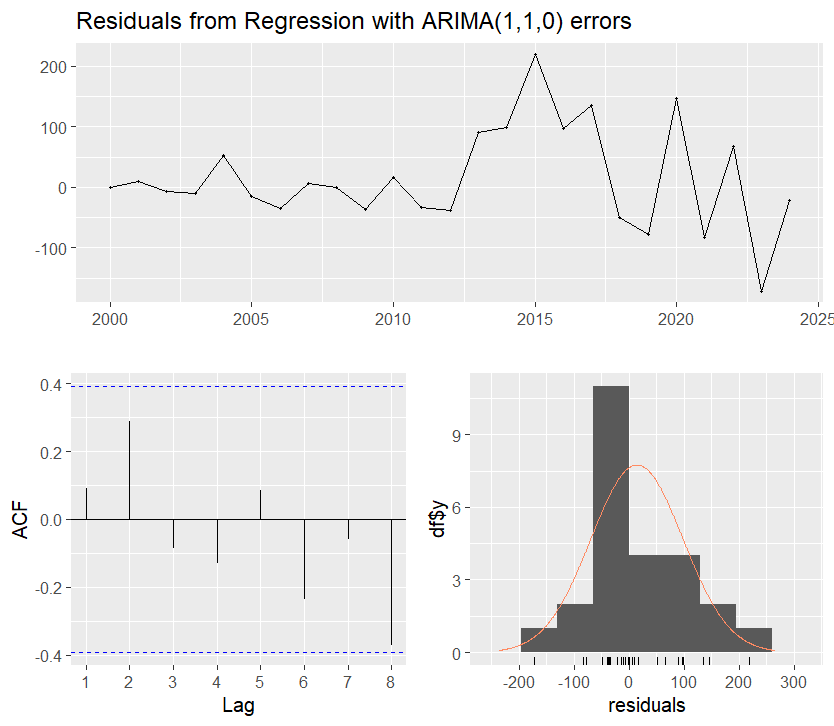 Residuals from Regression with ARIMA(1,1,0) errors
200
100
0
-100
2000 2005 2010 2015 2020 2025
0.4
0.2
0.0
-0.2
-0.4
ACF
1 2 3 4 5 6 7 8
Lag
9
6
3
0
df$y
-200 -100 0 100 200 300
residuals